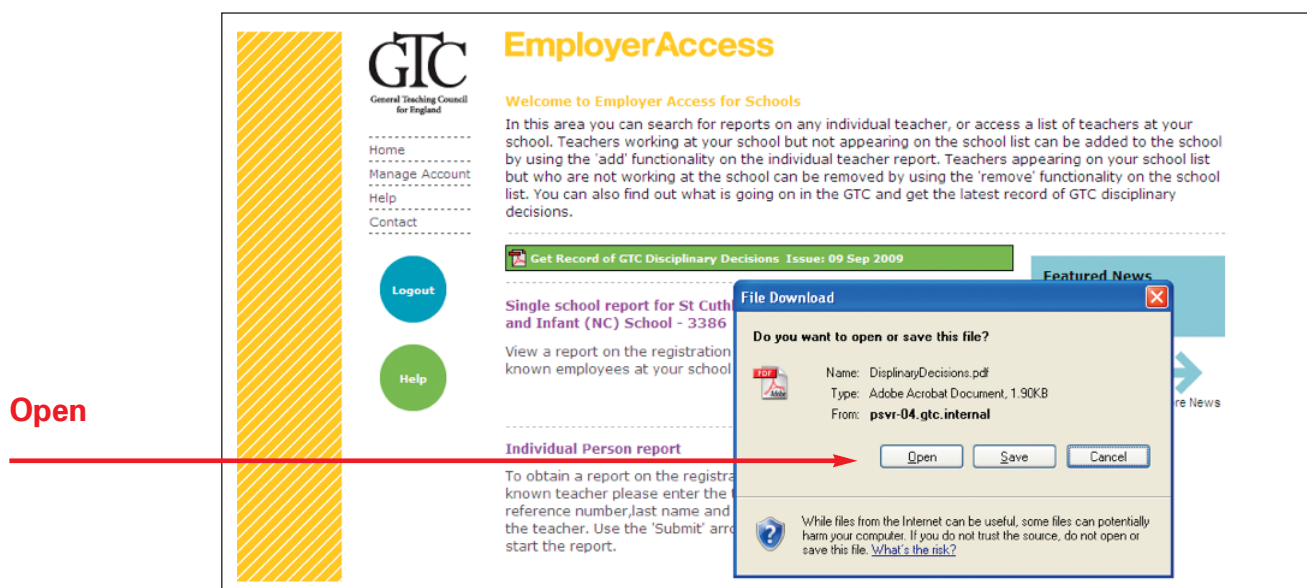 EmployerAccess
GTC
General Teaching Council
for England
Home
Manage Account
Help
Contact
Logout
Help
Welcome to Employer Access for Schools
In this area you can search for reports on any individual teacher, or access a list of teachers at your
school. Teachers working at your school but not appearing on the school list can be added to the school
by using the 'add' functionality on the individual teacher report. Teachers appearing on your school list
but who are not working at the school can be removed by using the 'remove' functionality on the school
list. You can also find out what is going on in the GTC and get the latest record of GTC disciplinary
decisions.
Get Record of GTC Disciplinary Decisions Issue: 09 Sep 2009
Featured News
Single school report for St
and Infant (NC) School - 3386
View a report on the registration
known employees at your school
Individual Person report
To obtain a report on the
known teacher please enter the
reference number,last name and
the teacher. Use the 'Submit'
start the report.
News
File Download
Do you want to open or save this file?
PDF
Adobe
Name: DisplinaryDecisions.pdf
Type: Adobe Acrobat Document, 1.90KB
From: psvr-04.gtc.internal
Open
Save
Cancel
While files from the Internet can be useful, some files can potentially
harm your computer. If you do not trust the source, do not open or
save this file. What's the risk?
Open